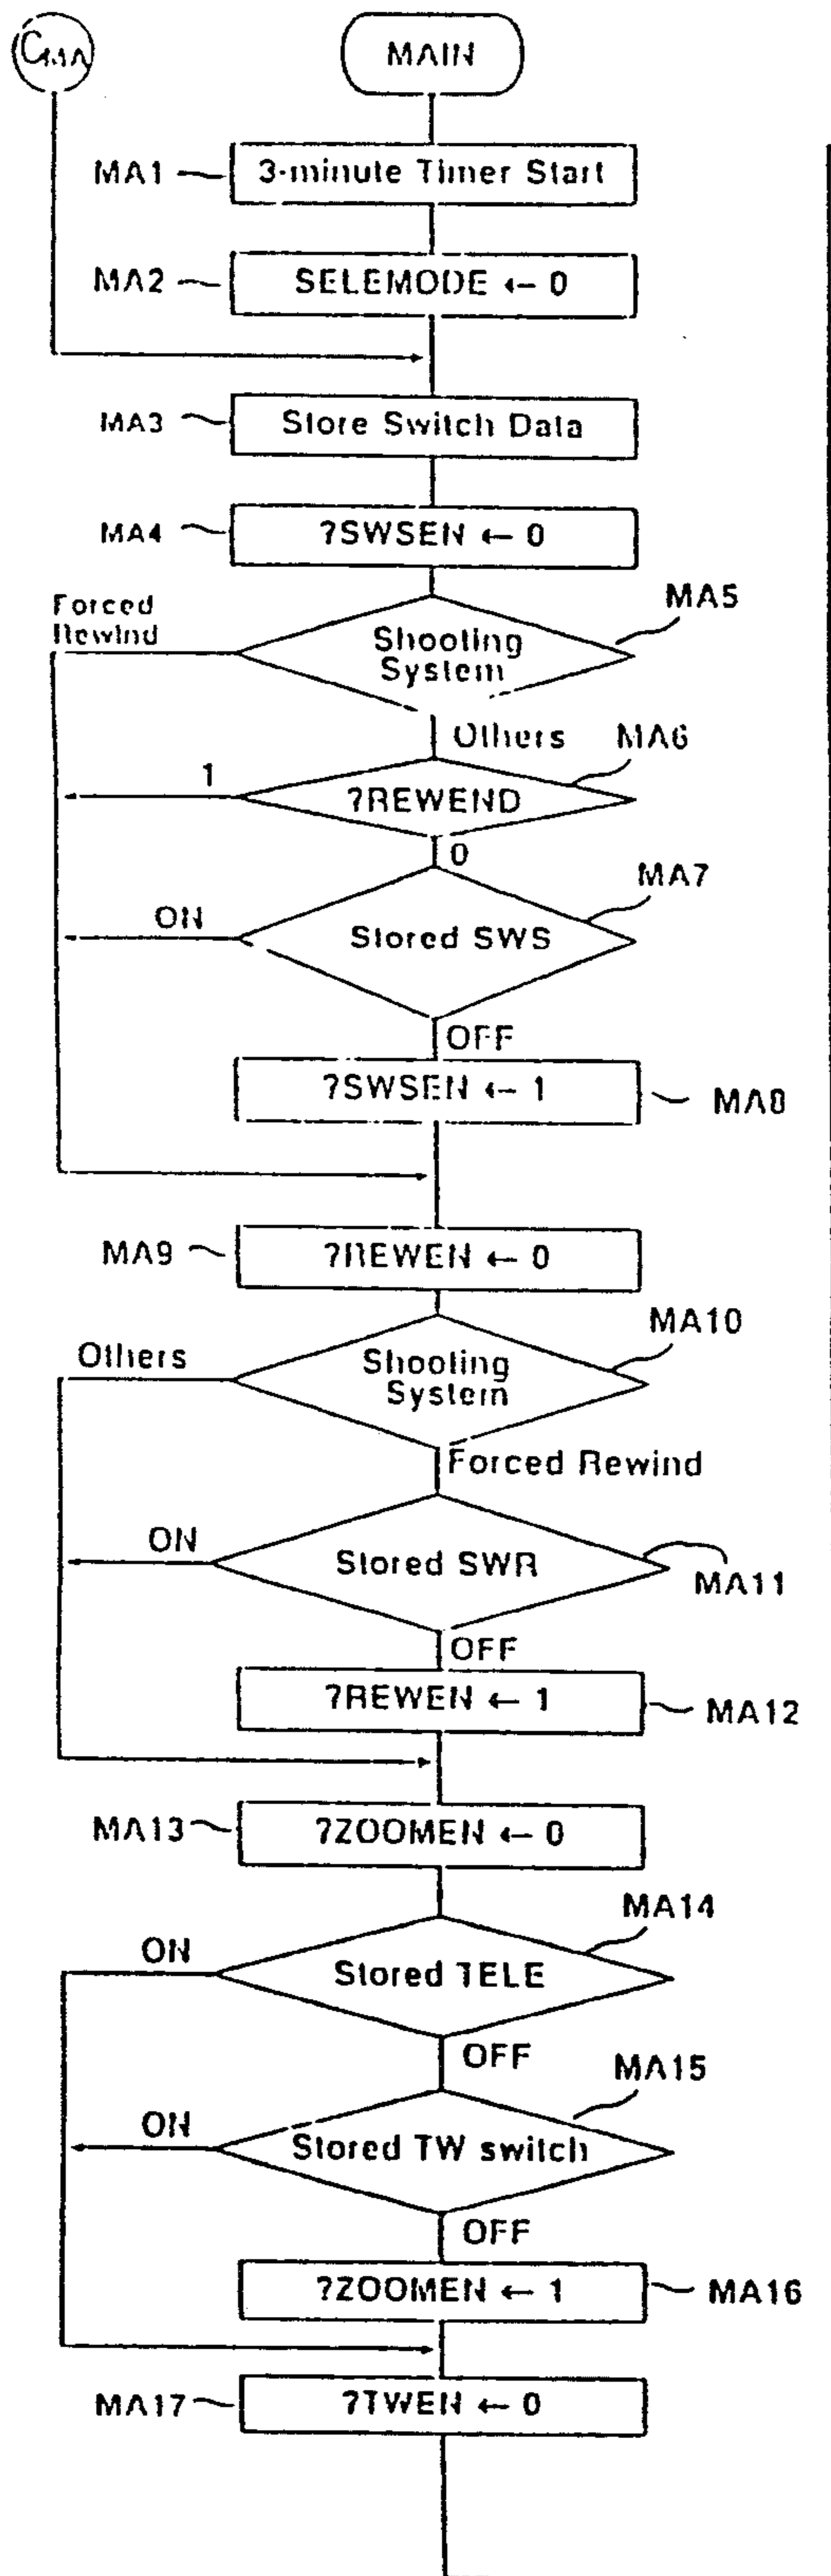 CMA
MAIN
MA1
3-minute Timer Start
MA2
SELEMODE ← 0
MA3
Store Switch Data
MA4
?SWSEN ← 0
Forced
Rewind
MA5
Shooting
System
Others
MA6
1
?REWEND
0
MA7
ON
Stored SWS
OFF
?SWSEN ← 1
MA8
MA9
?REWEN ← 0
MA10
Others
Shooting
System
Forced Rewind
ON
Stored SWR
MA11
OFF
?REWEN ← 1
MA12
MA13
?ZOOMEN ← 0
MA14
ON
Stored TELE
OFF
MA15
ON
Stored TW switch
OFF
?ZOOMEN ← 1
MA16
MA17
?TWEN ← 0